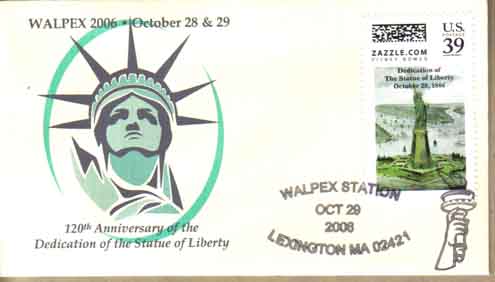 WALPEX 2006 • October 28 & 29
120th Anniversary of the
Dedication of the Statue of Liberty
U.S.
POSTAGE
39
ZAZZLE.COM
PITNEY BOWES
Dedication of
The Statue of Liberty
October 28, 1886
WALPEX STATION
OCT 29
2006
LEXINGTON MA 02421